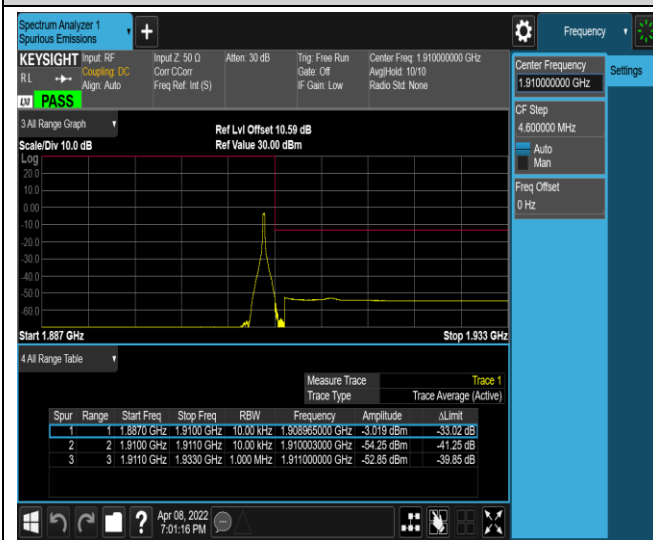 Spectrum Analyzer 1
Spurious Emissions
Frequency
KEYSIGHT Input: RF Input Z: 50 Ω Atten: 30 dB Trig: Free Run Center Freq: 1.910000000 GHz
RL Coupling: DC Corr CCorr Gate: Off Avg|Hold: 10/10
Align: Auto Freq Ref: Int (S) IF Gain: Low Radio Std: None
LXI PASS
3 All Range Graph
Ref Lvl Offset 10.59 dB
Scale/Div 10.0 dB Ref Value 30.00 dBm
Log
20.0
10.0
0.00
-10.0
-20.0
-30.0
-40.0
-50.0
-60.0
Start 1.887 GHz Stop 1.933 GHz
4 All Range Table
Measure Trace Trace 1
Trace Type Trace Average (Active)
Spur Range Start Freq Stop Freq RBW Frequency Amplitude ΔLimit
1 1 1.8870 GHz 1.9100 GHz 10.00 kHz 1.908965000 GHz -3.019 dBm -33.02 dB
2 2 1.9100 GHz 1.9110 GHz 10.00 kHz 1.910003000 GHz -54.25 dBm -41.25 dB
3 3 1.9110 GHz 1.9330 GHz 1.000 MHz 1.911000000 GHz -52.85 dBm -39.85 dB
Apr 08, 2022
7:01:16 PM
Center Frequency
1.910000000 GHz
Settings
CF Step
4.600000 MHz
Auto
Man
Freq Offset
0 Hz